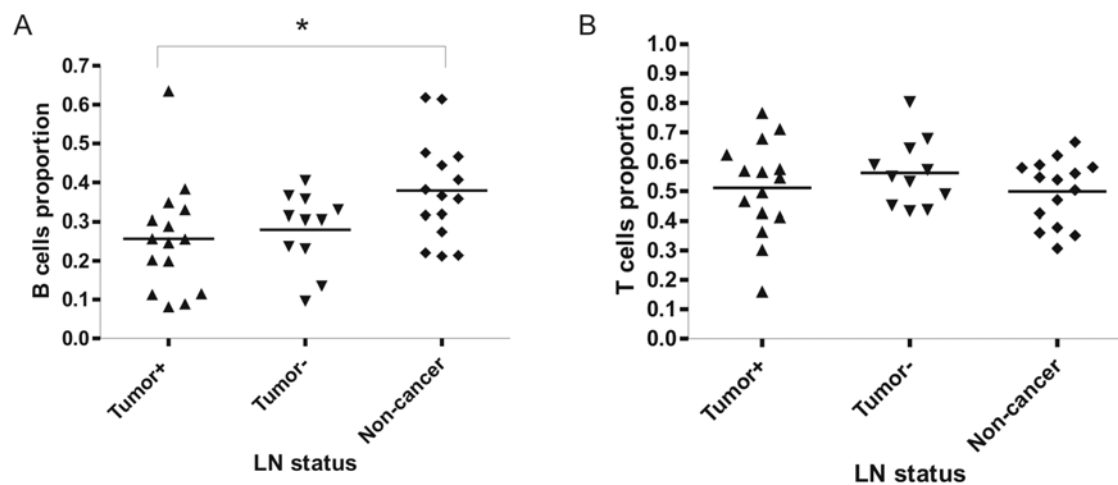 A
*
B cells proportion
0.7
0.6
0.5
0.4
0.3
0.2
0.1
0.0
Tumor+
Tumor-
Non-cancer
LN status
B
T cells proportion
1.0
0.9
0.8
0.7
0.6
0.5
0.4
0.3
0.2
0.1
0.0
Tumor+
Tumor-
Non-cancer
LN status